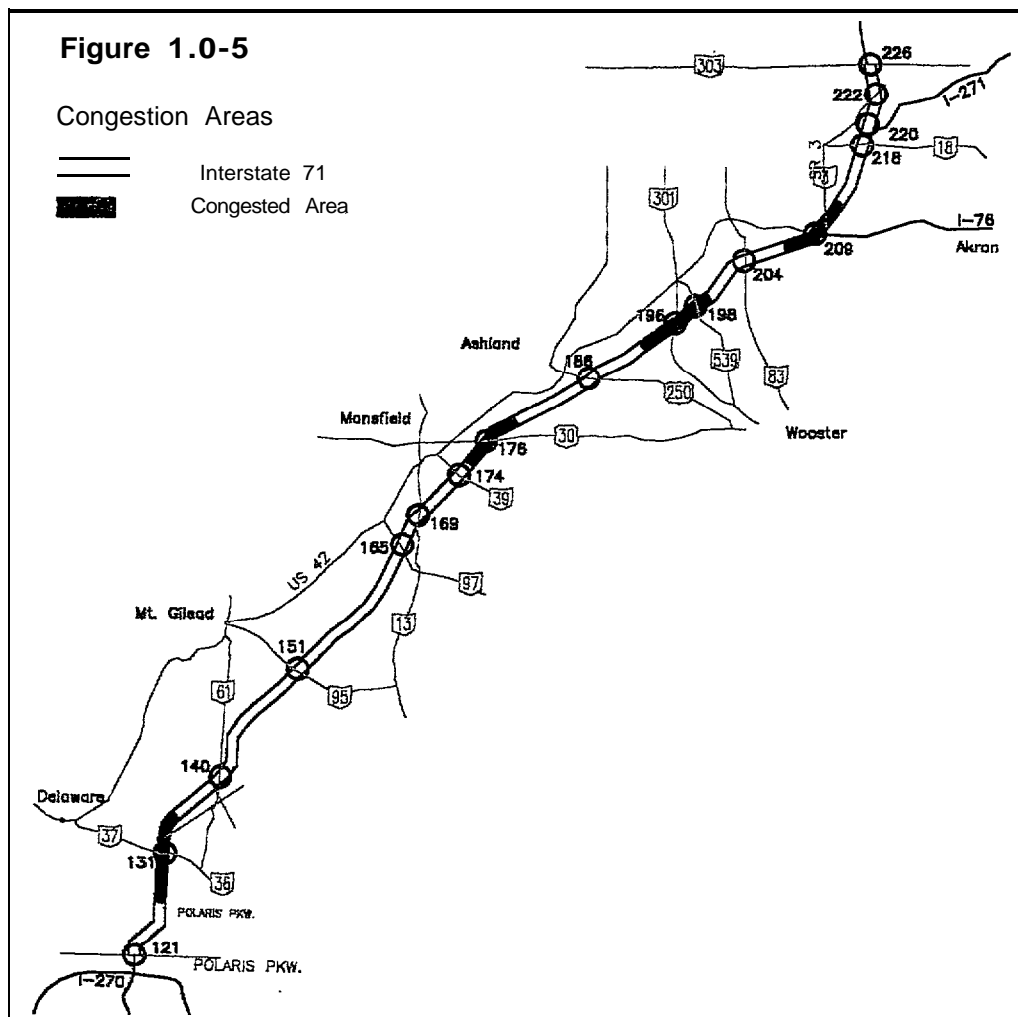 Figure 1.0-5
Congestion Areas
Interstate 71
Congested Area
303
226
222
I-271
220
218
18
SR 3
3
301
I-76
209
Akron
204
196
198
Ashland
186
539
83
250
Mansfield
Wooster
30
176
174
39
169
165
US 42
97
Mt. Gilead
13
151
61
95
140
Delaware
37
131
36
POLARIS PKW.
121
POLARIS PKW.
I-270